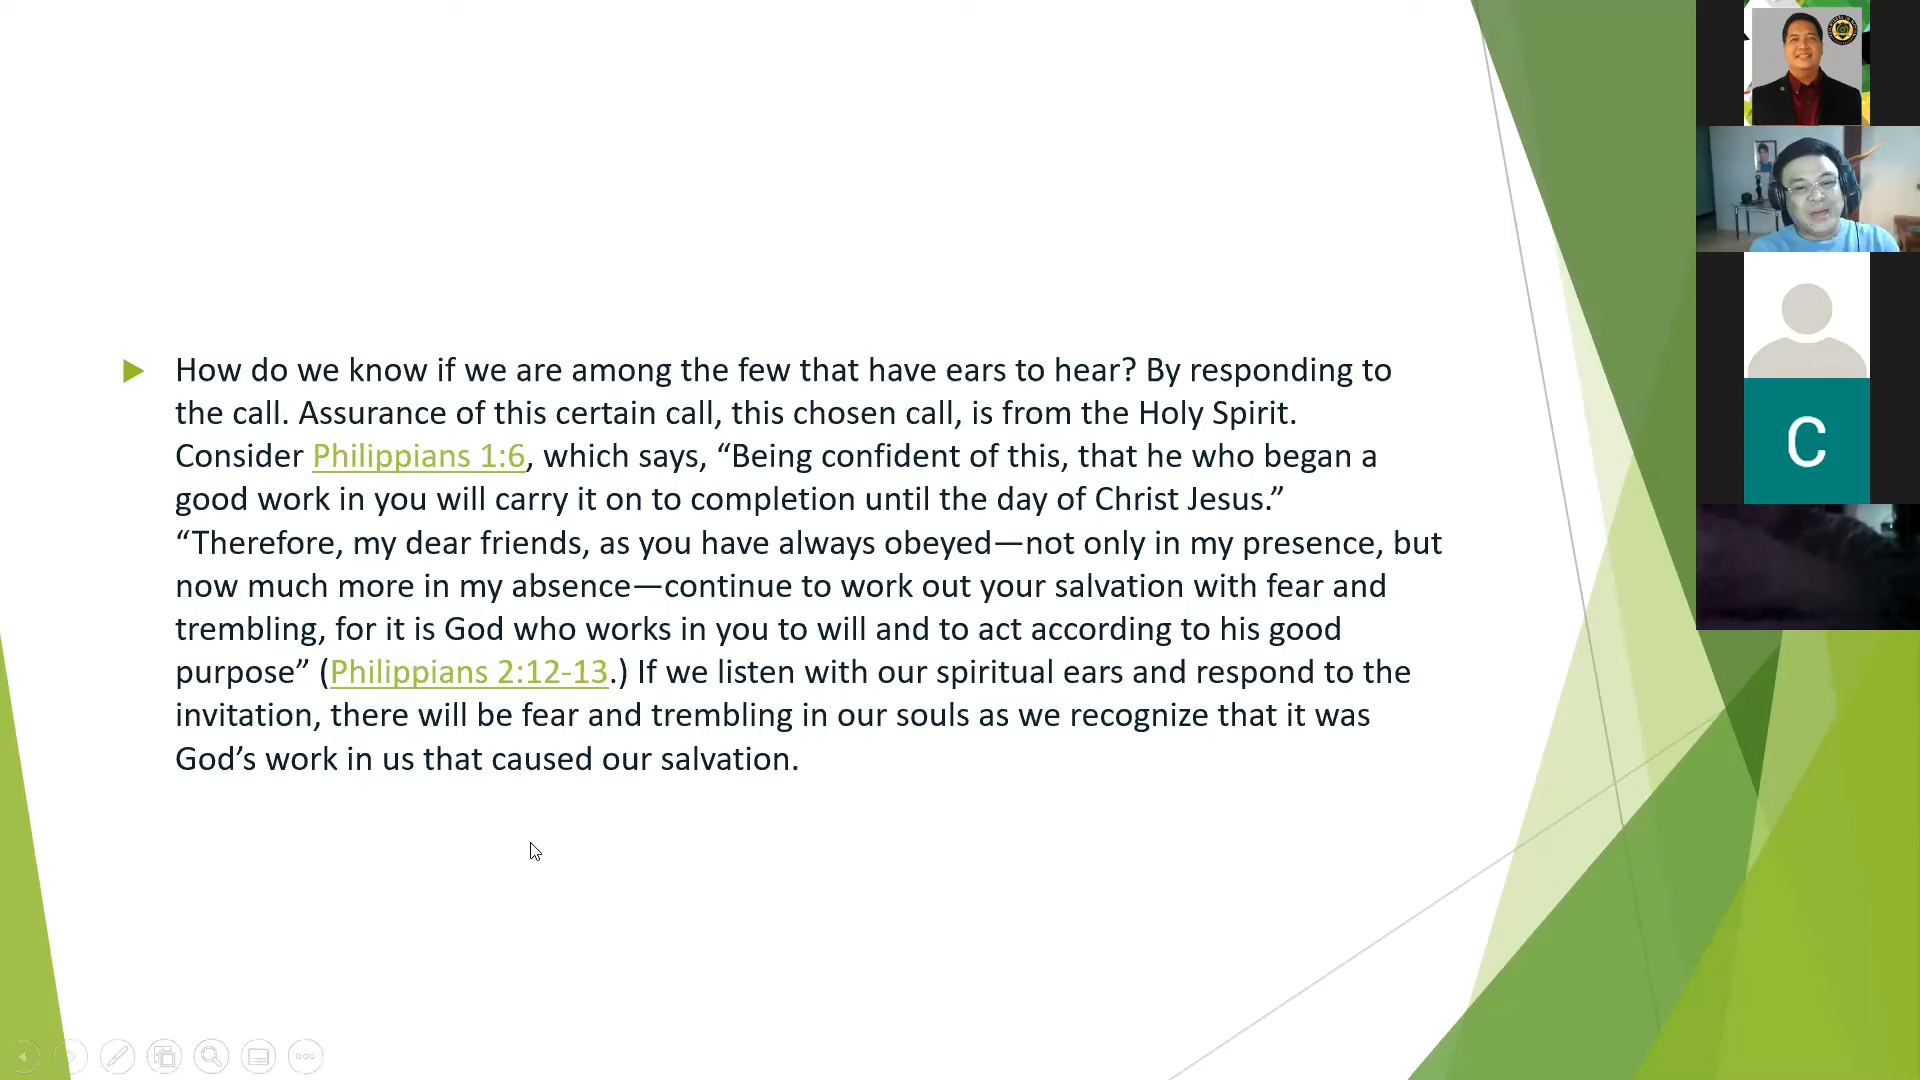 How do we know if we are among the few that have ears to hear? By responding to
the call. Assurance of this certain call, this chosen call, is from the Holy Spirit.
Consider Philippians 1:6, which says, “Being confident of this, that he who began a
good work in you will carry it on to completion until the day of Christ Jesus.”
“Therefore, my dear friends, as you have always obeyed—not only in my presence, but
now much more in my absence—continue to work out your salvation with fear and
trembling, for it is God who works in you to will and to act according to his good
purpose” (Philippians 2:12-13.) If we listen with our spiritual ears and respond to the
invitation, there will be fear and trembling in our souls as we recognize that it was
God’s work in us that caused our salvation.
C